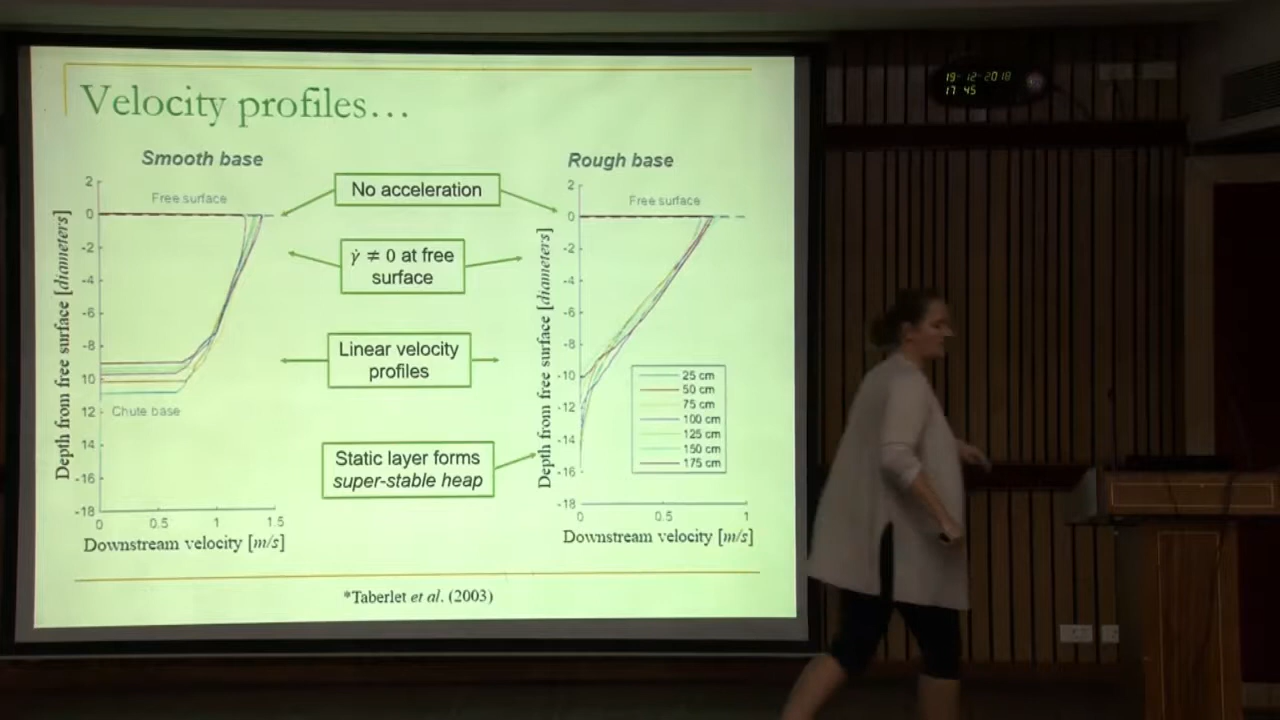 Velocity profiles…
Smooth base
2
Free surface
0
-2
-4
-6
-8
10
12
Chute base
14
-16
-18
0 0.5 1 1.5
Depth from free surface [diameters]
Downstream velocity [m/s]
No acceleration
γ̇ ≠ 0 at free
surface
Linear velocity
profiles
Static layer forms
super-stable heap
Rough base
2
Free surface
0
-2
-4
-6
-8
-10
-12
-14
-16
-18
0 0.5 1
Depth from free surface [diameters]
Downstream velocity [m/s]
25 cm
50 cm
75 cm
100 cm
125 cm
150 cm
175 cm
*Taberlet et al. (2003)
19-12-2018
17 45